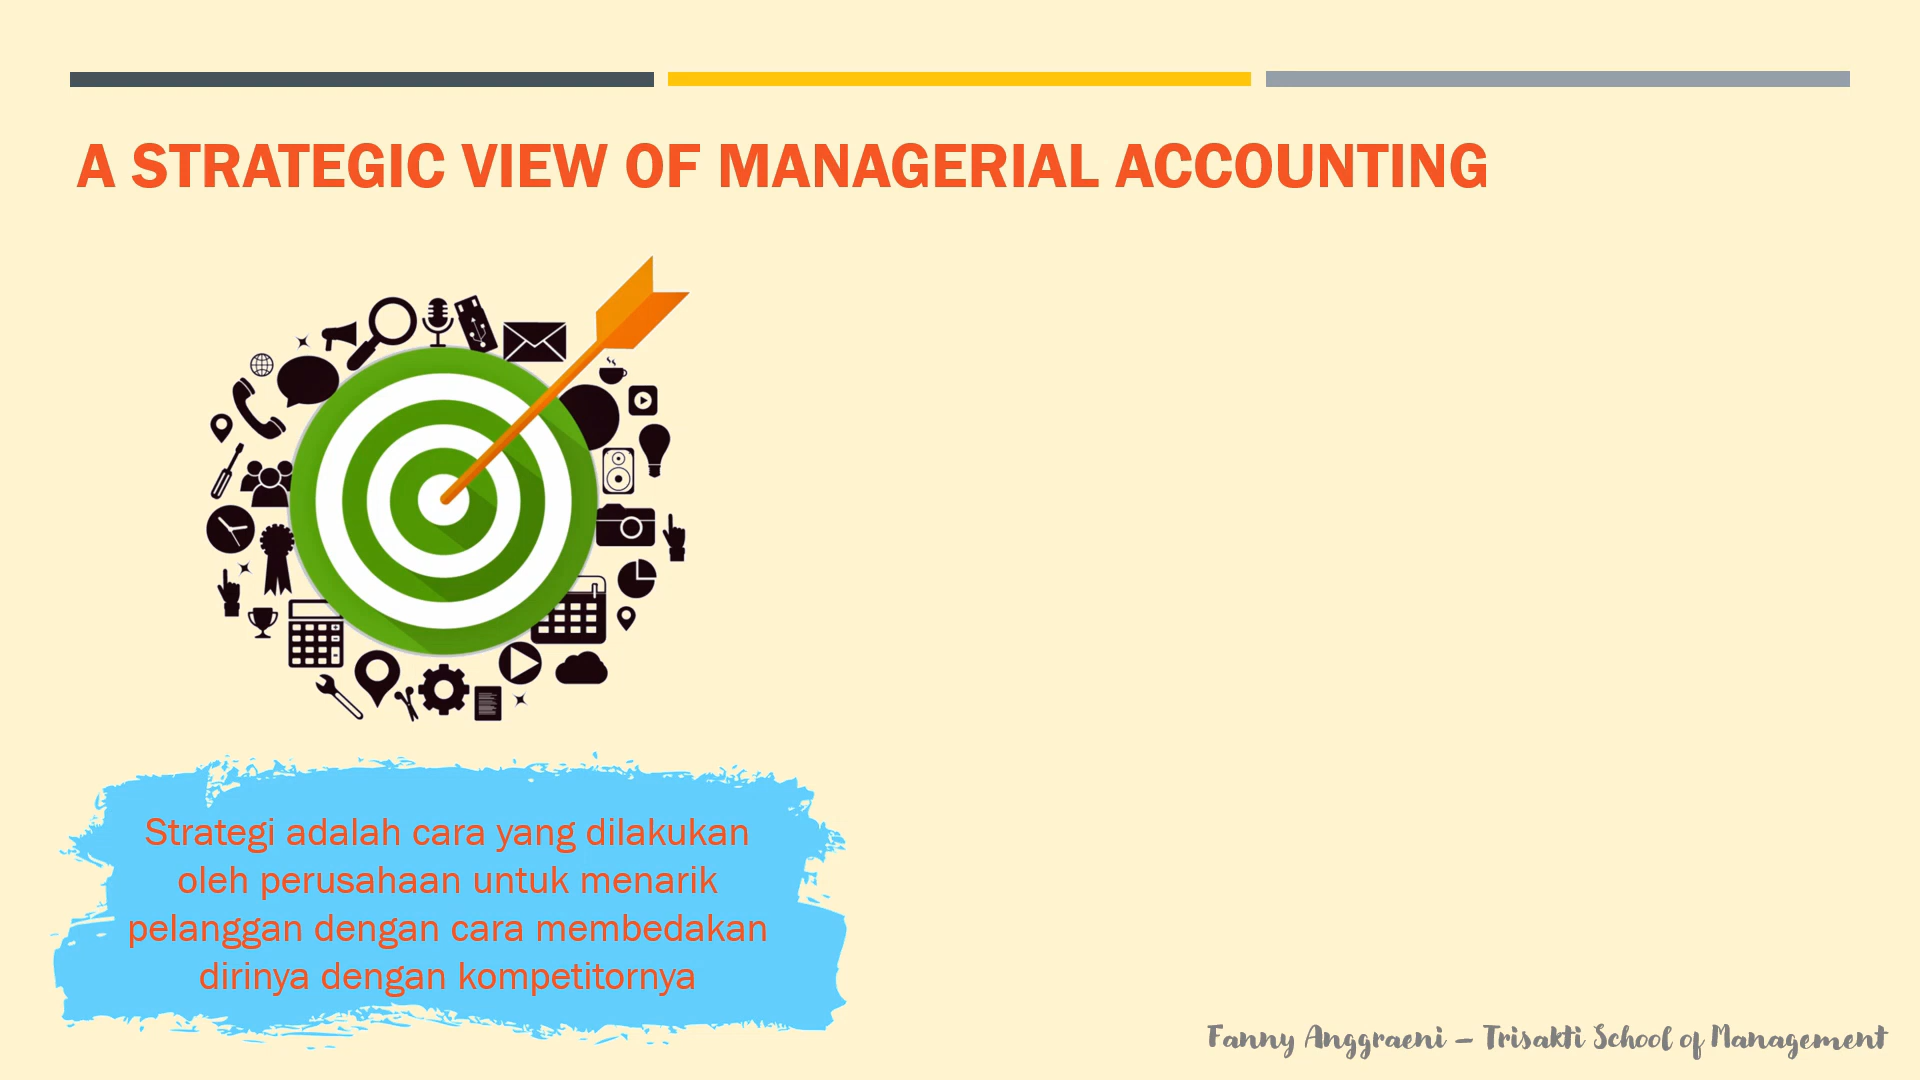 A STRATEGIC VIEW OF MANAGERIAL ACCOUNTING
Strategi adalah cara yang dilakukan
oleh perusahaan untuk menarik
pelanggan dengan cara membedakan
dirinya dengan kompetitornya
Fanny Anggraeni – Trisakti School of Management